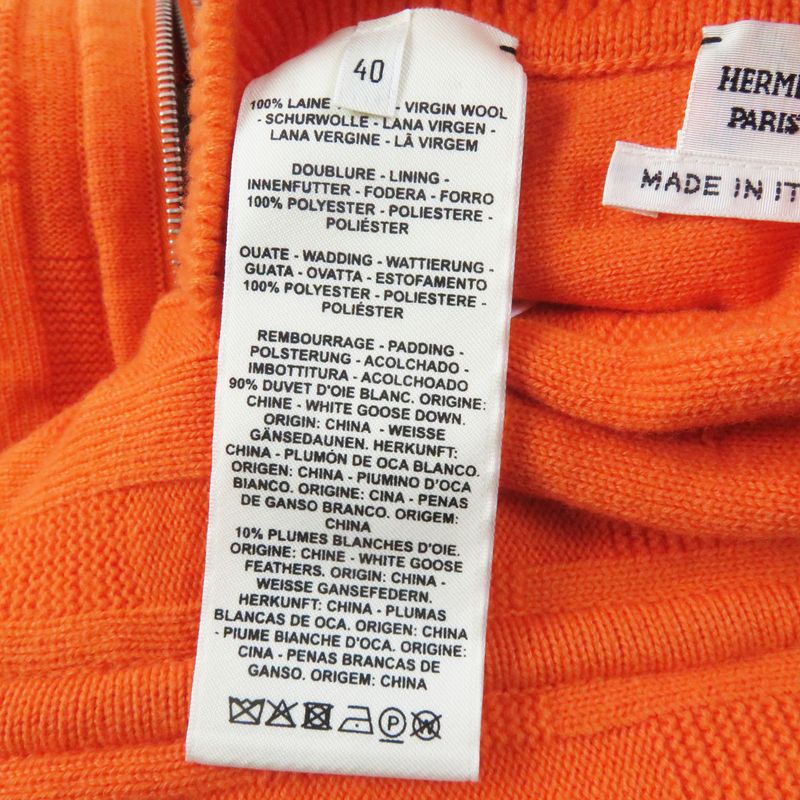 40
100% LAINE - - VIRGIN WOOL
- SCHURWOLLE - LANA VIRGEN -
LANA VERGINE - LÃ VIRGEM
DOUBLURE - LINING -
INNENFUTTER - FODERA - FORRO
100% POLYESTER - POLIESTERE -
POLIÉSTER
OUATE - WADDING - WATTIERUNG -
GUATA - OVATTA - ESTOFAMENTO
100% POLYESTER - POLIESTERE -
POLIÉSTER
REMBOURRAGE - PADDING -
POLSTERUNG - ACOLCHADO -
IMBOTTITURA - ACOLCHOADO
90% DUVET D'OIE BLANC. ORIGINE:
CHINE - WHITE GOOSE DOWN.
ORIGIN: CHINA - WEISSE
GÄNSEDAUNEN. HERKUNFT:
CHINA - PLUMÓN DE OCA BLANCO.
ORIGEN: CHINA - PIUMINO D'OCA
BIANCO. ORIGINE: CINA - PENAS
DE GANSO BRANCO. ORIGEM:
CHINA
10% PLUMES BLANCHES D'OIE.
ORIGINE: CHINE - WHITE GOOSE
FEATHERS. ORIGIN: CHINA -
WEISSE GANSEFEDERN.
HERKUNFT: CHINA - PLUMAS
BLANCAS DE OCA. ORIGEN: CHINA
- PIUME BIANCHE D'OCA. ORIGINE:
CINA - PENAS BRANCAS DE
GANSO. ORIGEM: CHINA
P
W
HERM
PARIS
MADE IN IT